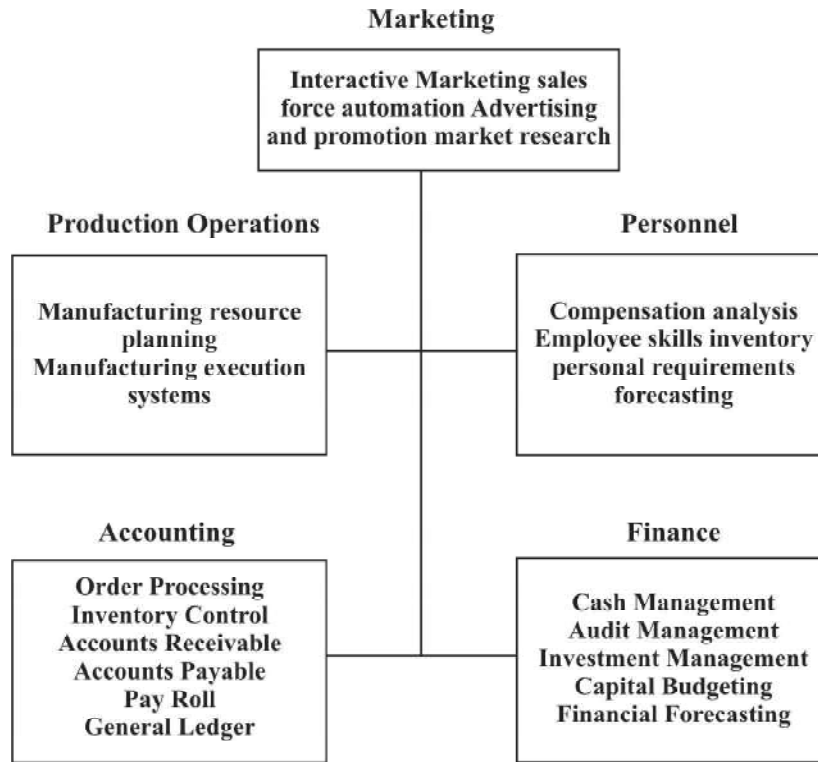 Marketing
Interactive Marketing sales
force automation Advertising
and promotion market research
Production Operations
Manufacturing resource
planning
Manufacturing execution
systems
Personnel
Compensation analysis
Employee skills inventory
personal requirements
forecasting
Accounting
Order Processing
Inventory Control
Accounts Receivable
Accounts Payable
Pay Roll
General Ledger
Finance
Cash Management
Audit Management
Investment Management
Capital Budgeting
Financial Forecasting